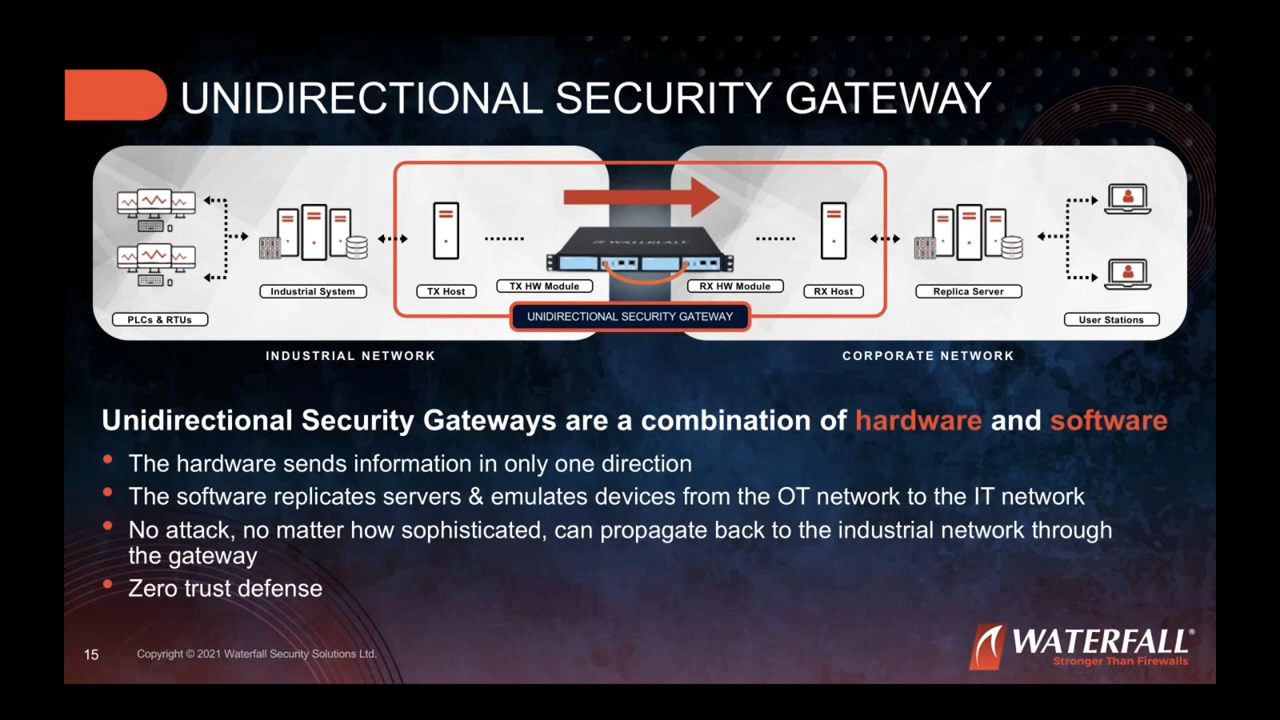 UNIDIRECTIONAL SECURITY GATEWAY
WATERFALL
Industrial System
TX Host
TX HW Module
RX HW Module
RX Host
Replica Server
PLCs & RTUs
UNIDIRECTIONAL SECURITY GATEWAY
User Stations
INDUSTRIAL NETWORK
CORPORATE NETWORK
Unidirectional Security Gateways are a combination of hardware and software
• The hardware sends information in only one direction
• The software replicates servers & emulates devices from the OT network to the IT network
• No attack, no matter how sophisticated, can propagate back to the industrial network through
the gateway
• Zero trust defense
15
Copyright © 2021 Waterfall Security Solutions Ltd.
WATERFALL®
Stronger Than Firewalls